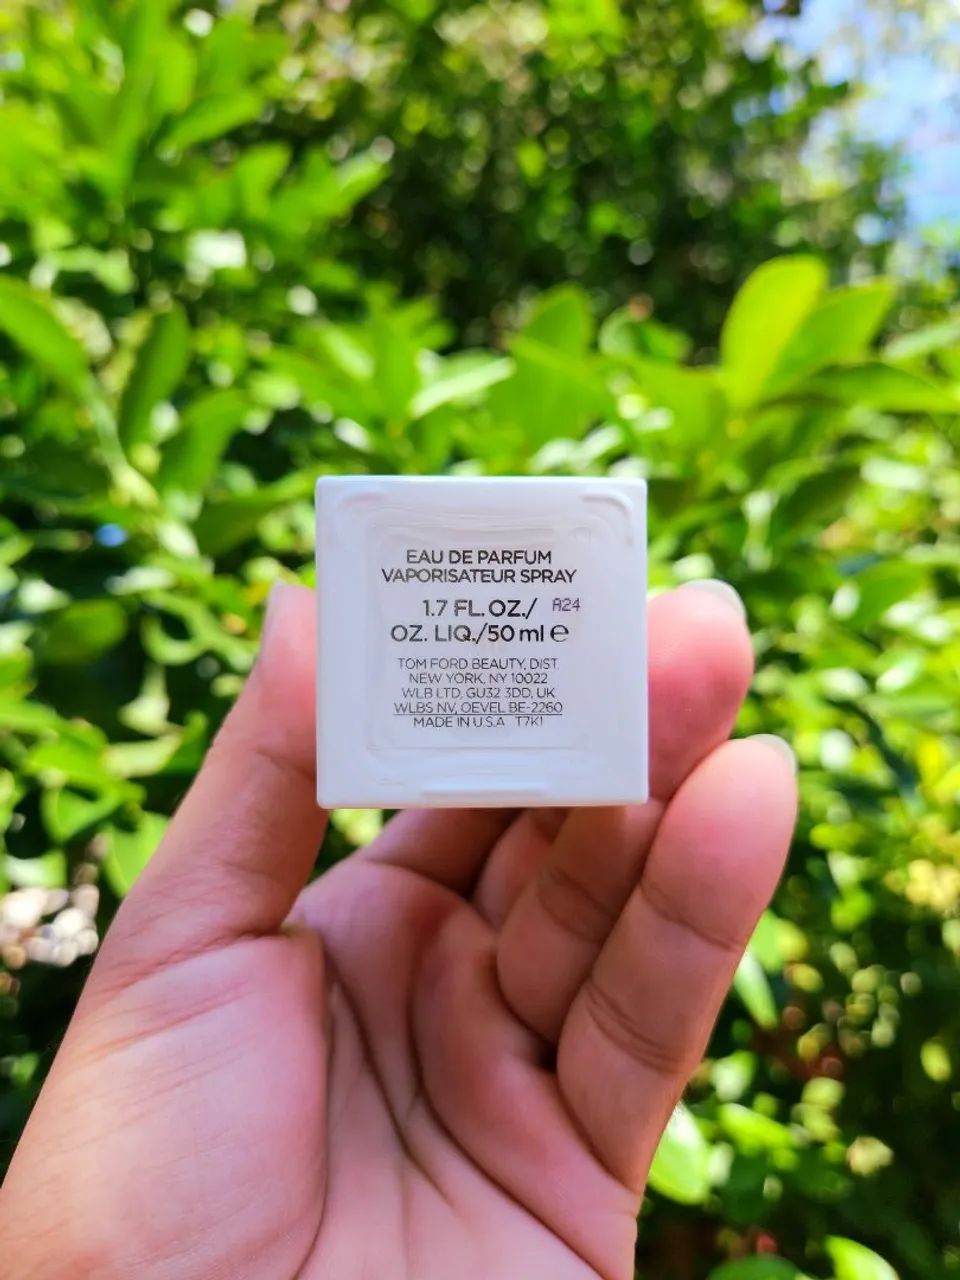 EAU DE PARFUM
VAPORISATEUR SPRAY
1.7 FL. OZ./ A24
OZ. LIQ./50 ml ℮
TOM FORD BEAUTY, DIST.
NEW YORK, NY 10022
WLB LTD, GU32 3DD, UK
WLBS NV, OEVEL BE-2260
MADE IN U.S.A T7K1